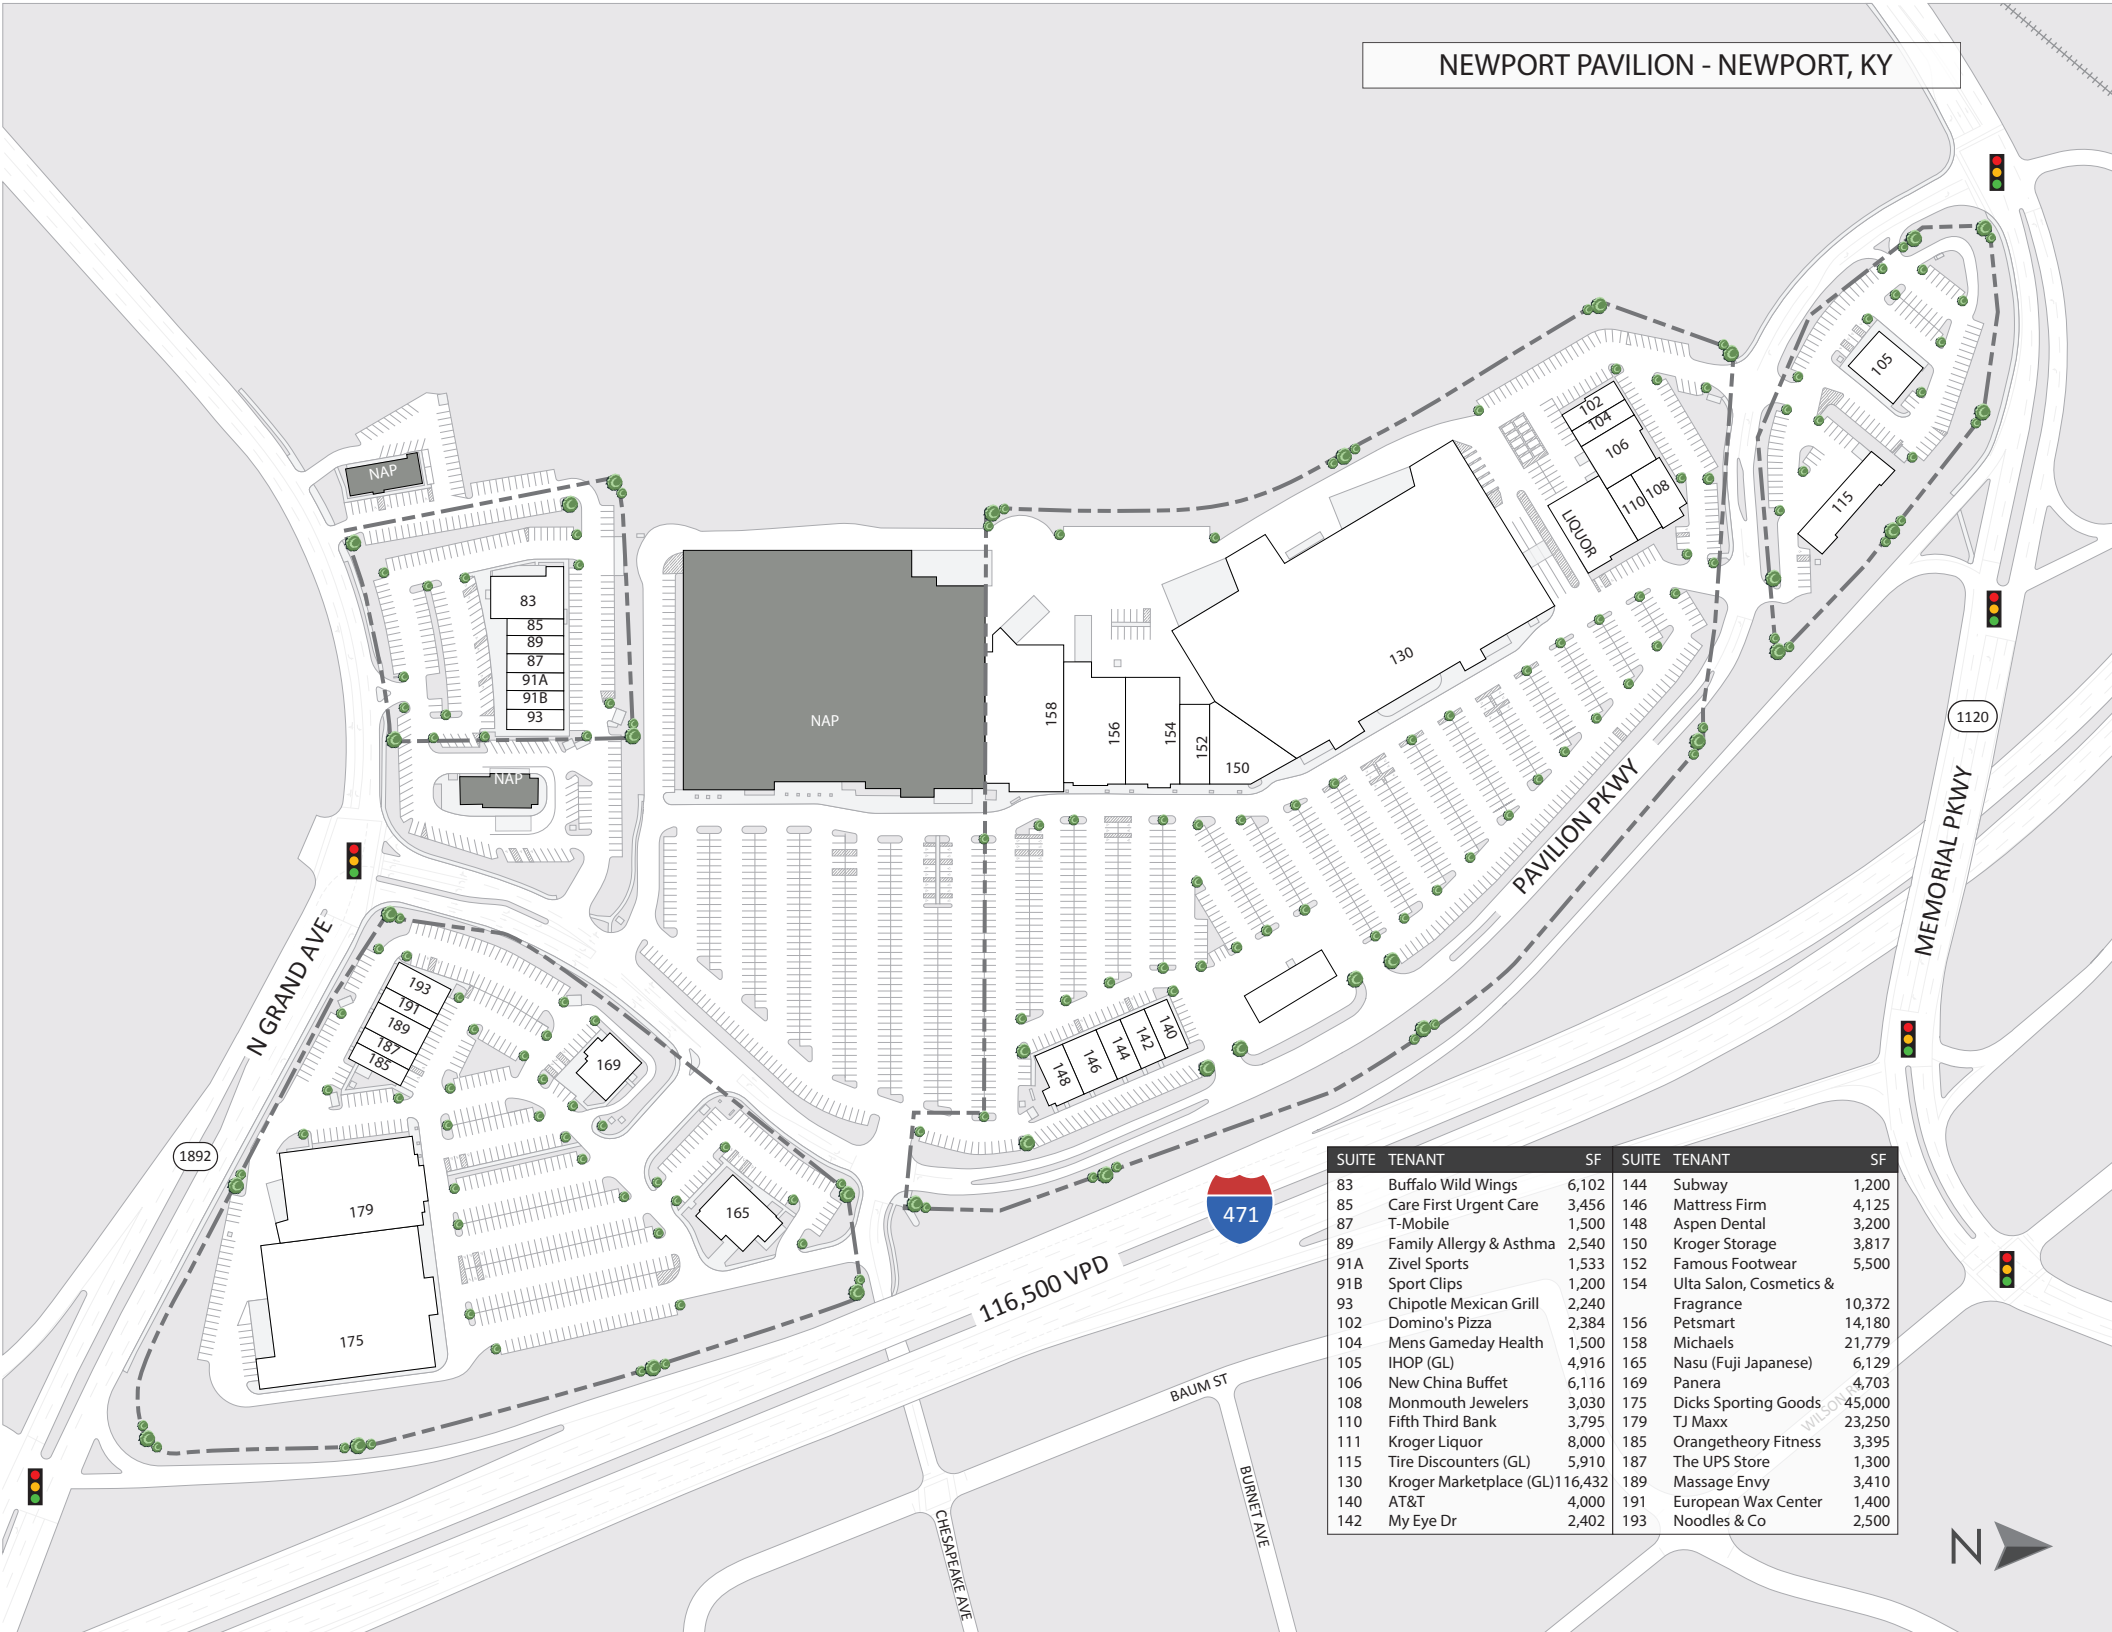 NEWPORT PAVILION - NEWPORT, KY
NAP
83
85
89
87
91A
91B
93
NAP
NAP
158
156
154
152
150
130
102
104
106
108
110
LIQUOR
105
115
PAVILION PKWY
1120
MEMORIAL PKWY
N GRAND AVE
1892
193
191
189
187
185
169
165
179
175
148
146
144
142
140
471
116,500 VPD
BAUM ST
BURNET AVE
CHESAPEAKE AVE
SUITE TENANT SF SUITE TENANT SF
83 Buffalo Wild Wings 6,102 144 Subway 1,200
85 Care First Urgent Care 3,456 146 Mattress Firm 4,125
87 T-Mobile 1,500 148 Aspen Dental 3,200
89 Family Allergy & Asthma 2,540 150 Kroger Storage 3,817
91A Zivel Sports 1,533 152 Famous Footwear 5,500
91B Sport Clips 1,200 154 Ulta Salon, Cosmetics &
93 Chipotle Mexican Grill 2,240 Fragrance 10,372
102 Domino's Pizza 2,384 156 Petsmart 14,180
104 Mens Gameday Health 1,500 158 Michaels 21,779
105 IHOP (GL) 4,916 165 Nasu (Fuji Japanese) 6,129
106 New China Buffet 6,116 169 Panera 4,703
108 Monmouth Jewelers 3,030 175 Dicks Sporting Goods 45,000
110 Fifth Third Bank 3,795 179 TJ Maxx 23,250
111 Kroger Liquor 8,000 185 Orangetheory Fitness 3,395
115 Tire Discounters (GL) 5,910 187 The UPS Store 1,300
130 Kroger Marketplace (GL) 116,432 189 Massage Envy 3,410
140 AT&T 4,000 191 European Wax Center 1,400
142 My Eye Dr 2,402 193 Noodles & Co 2,500
WILSON
N